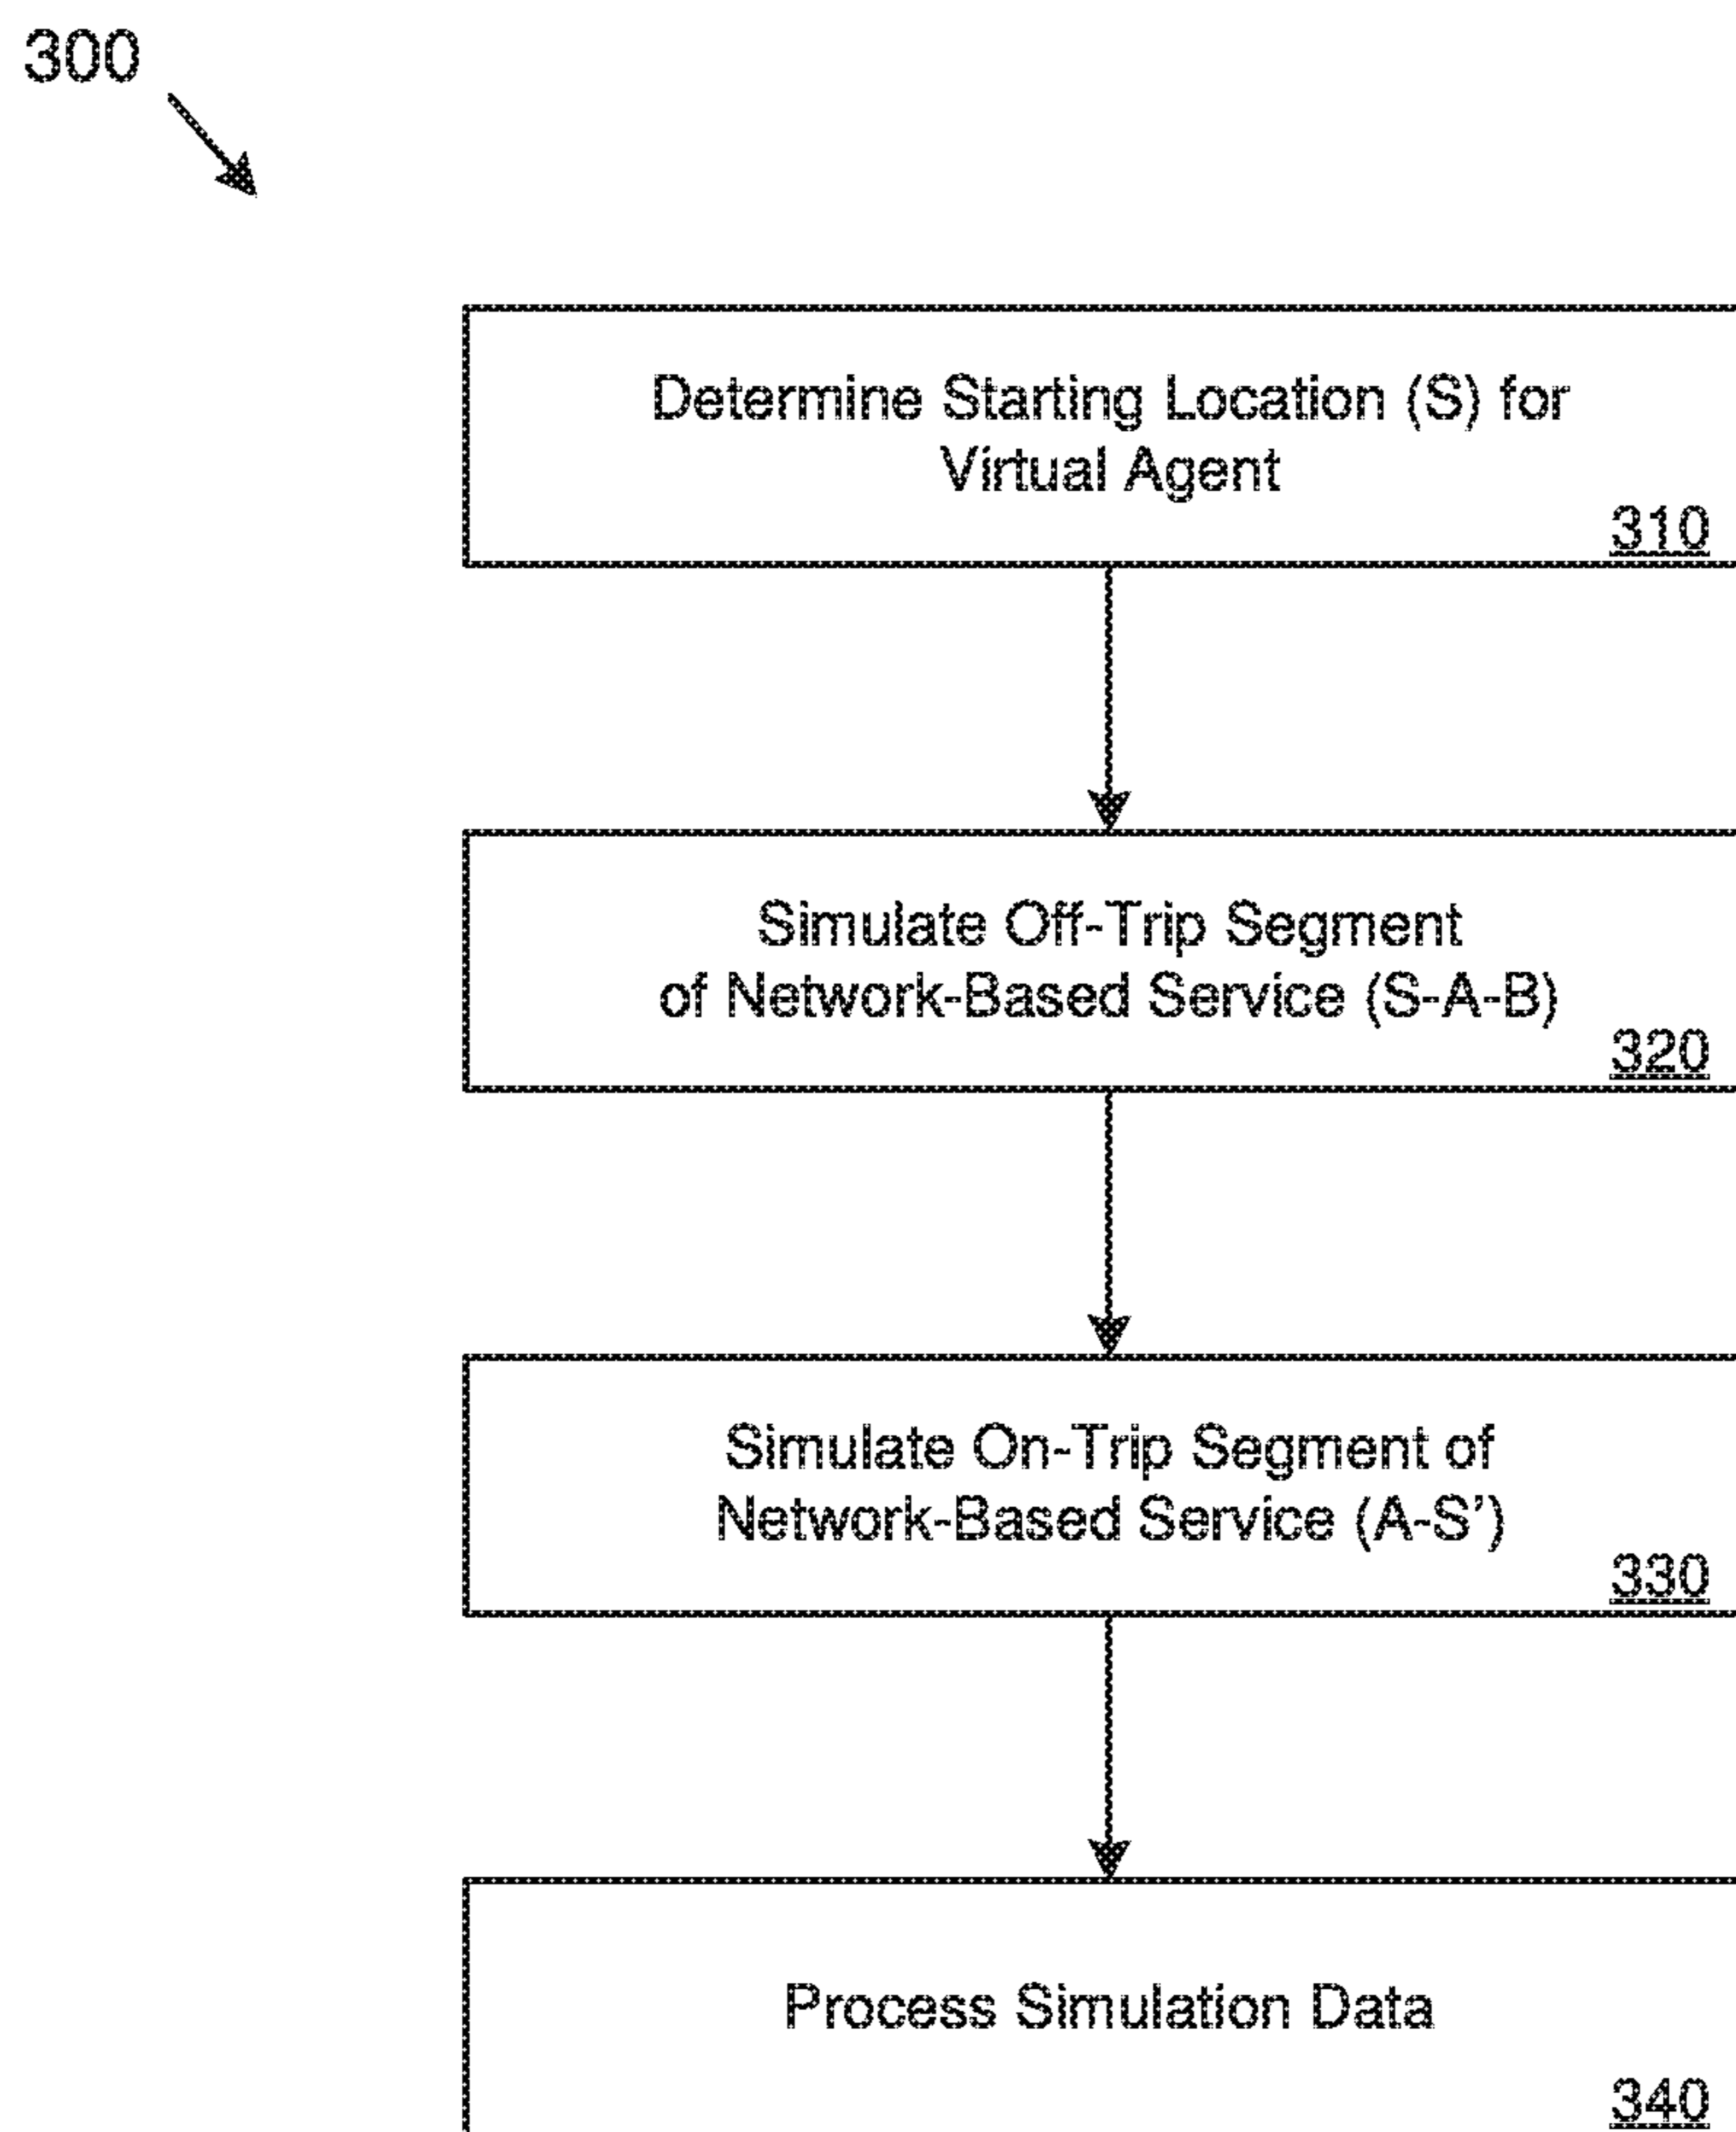 300
Determine Starting Location (S) for
Virtual Agent
310
Simulate Off-Trip Segment
of Network-Based Service (S-A-B)
320
Simulate On-Trip Segment of
Network-Based Service (A-S’)
330
Process Simulation Data
340